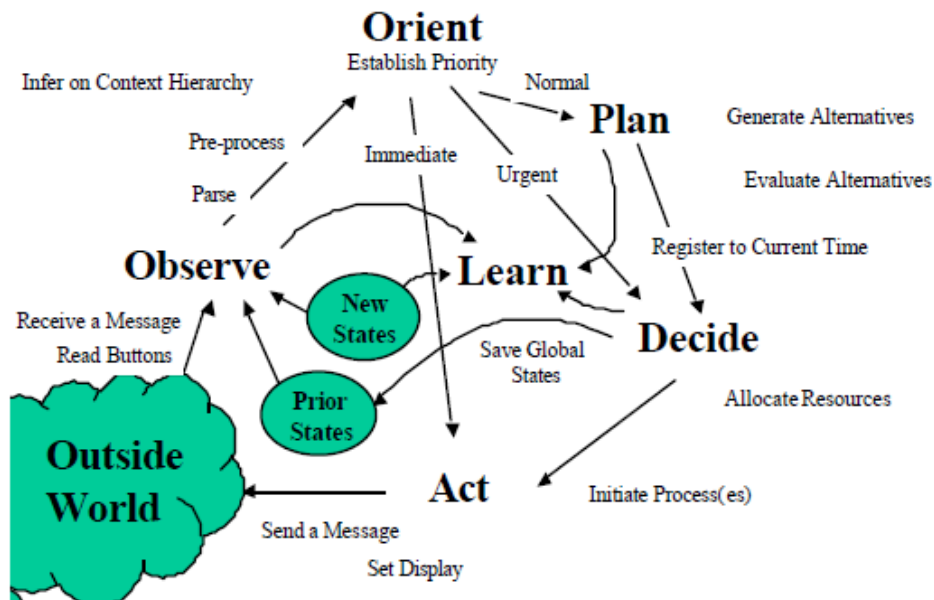 Orient
Establish Priority
Infer on Context Hierarchy
Normal
Plan
Generate Alternatives
Pre-process
Immediate
Urgent
Evaluate Alternatives
Parse
Register to Current Time
Observe
Learn
New
States
Receive a Message
Read Buttons
Decide
Save Global
States
Prior
States
Allocate Resources
Outside
World
Act
Initiate Process(es)
Send a Message
Set Display